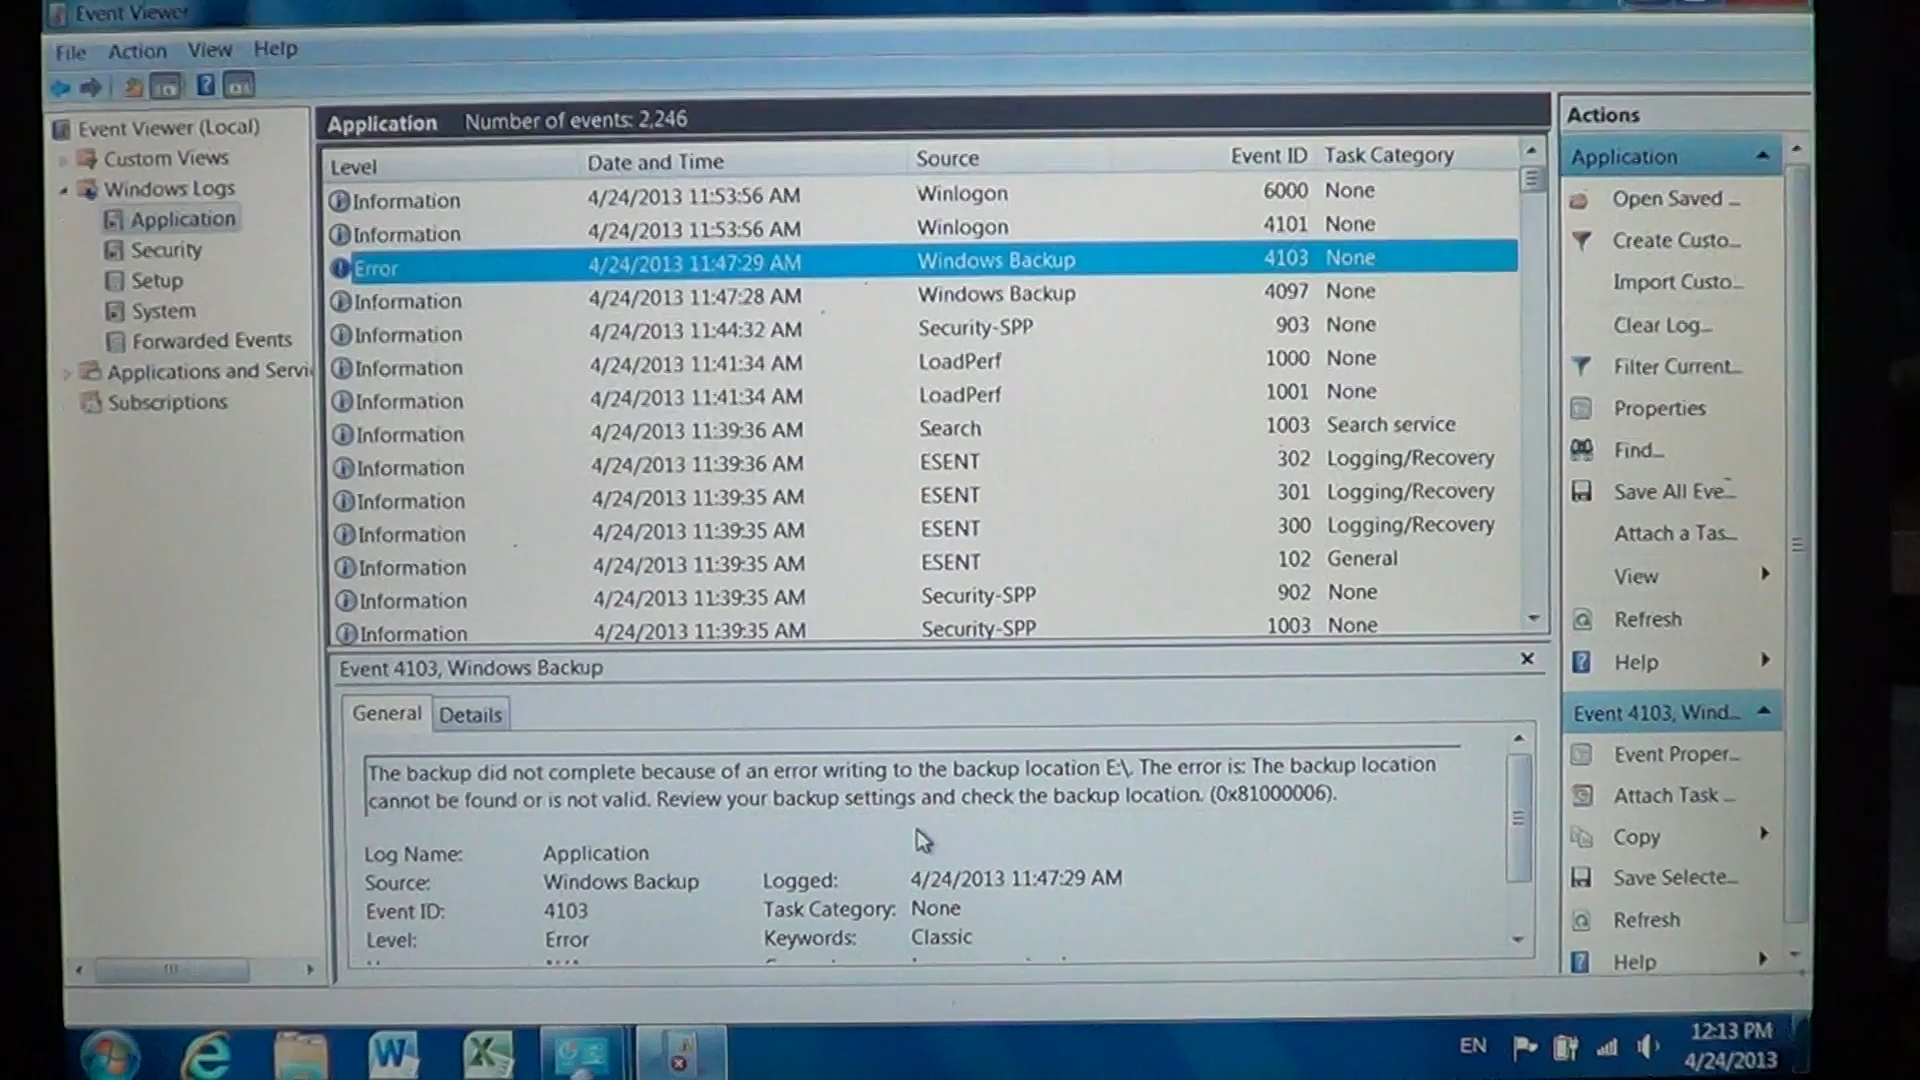 Event Viewer
File Action View Help
Event Viewer (Local)
Custom Views
Windows Logs
Application
Security
Setup
System
Forwarded Events
Applications and Servi
Subscriptions
Application Number of events: 2,246
Level Date and Time Source Event ID Task Category
Information 4/24/2013 11:53:56 AM Winlogon 6000 None
Information 4/24/2013 11:53:56 AM Winlogon 4101 None
Error 4/24/2013 11:47:29 AM Windows Backup 4103 None
Information 4/24/2013 11:47:28 AM Windows Backup 4097 None
Information 4/24/2013 11:44:32 AM Security-SPP 903 None
Information 4/24/2013 11:41:34 AM LoadPerf 1000 None
Information 4/24/2013 11:41:34 AM LoadPerf 1001 None
Information 4/24/2013 11:39:36 AM Search 1003 Search service
Information 4/24/2013 11:39:36 AM ESENT 302 Logging/Recovery
Information 4/24/2013 11:39:35 AM ESENT 301 Logging/Recovery
Information 4/24/2013 11:39:35 AM ESENT 300 Logging/Recovery
Information 4/24/2013 11:39:35 AM ESENT 102 General
Information 4/24/2013 11:39:35 AM Security-SPP 902 None
Information 4/24/2013 11:39:35 AM Security-SPP 1003 None
Event 4103, Windows Backup
General Details
The backup did not complete because of an error writing to the backup location E:\. The error is: The backup location
cannot be found or is not valid. Review your backup settings and check the backup location. (0x81000006).
Log Name: Application
Source: Windows Backup Logged: 4/24/2013 11:47:29 AM
Event ID: 4103 Task Category: None
Level: Error Keywords: Classic
Actions
Application
Open Saved ...
Create Custo...
Import Custo...
Clear Log...
Filter Current...
Properties
Find...
Save All Eve...
Attach a Tas...
View
Refresh
Help
Event 4103, Wind...
Event Proper...
Attach Task ...
Copy
Save Selecte...
Refresh
Help
EN
12:13 PM
4/24/2013